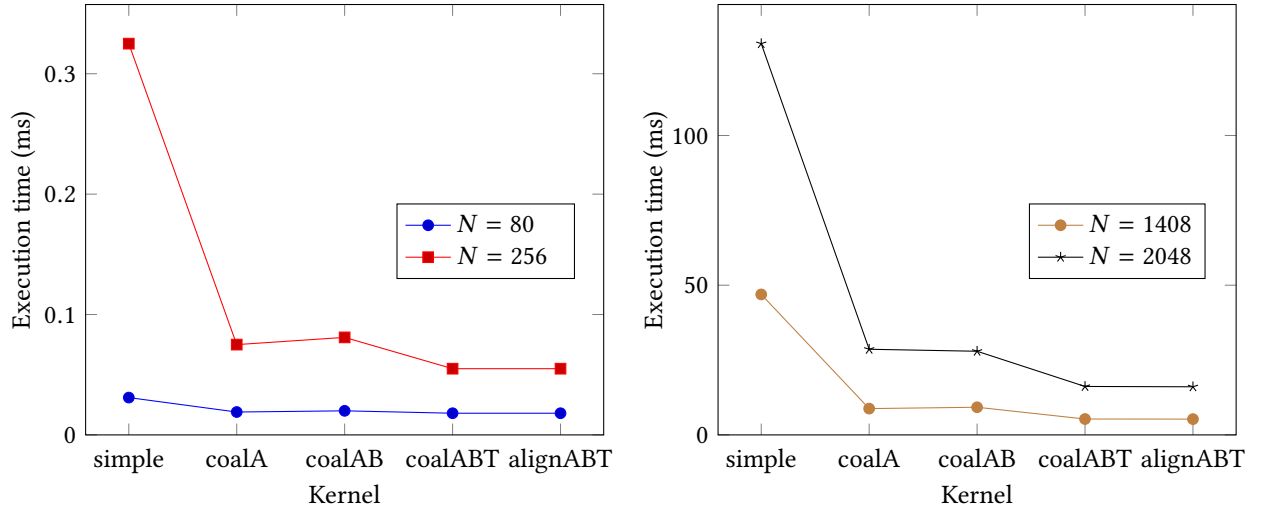 0.3
0.2
0.1
0
Execution time (ms)
simple coalA coalAB coalABT alignABT
Kernel
N = 80
N = 256
100
50
0
Execution time (ms)
simple coalA coalAB coalABT alignABT
Kernel
N = 1408
N = 2048